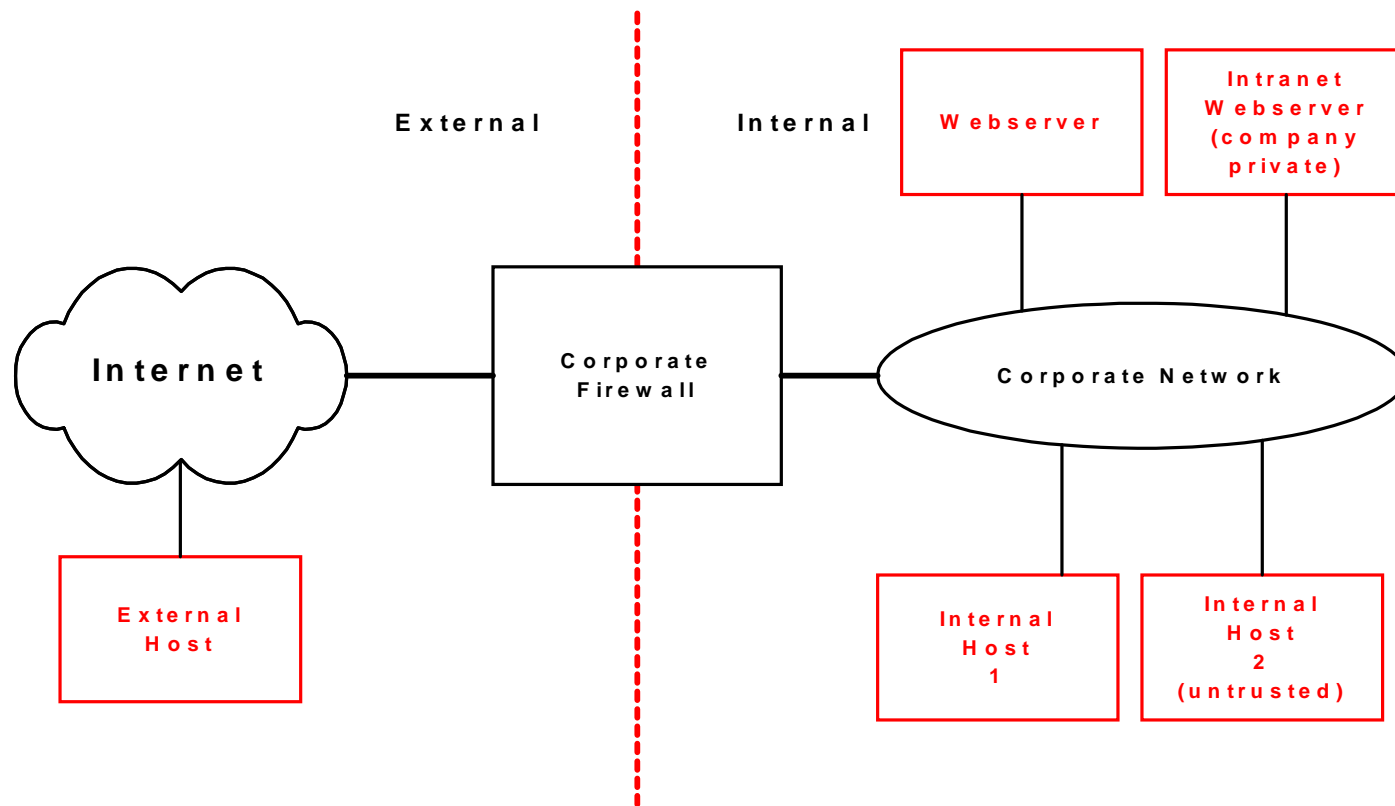 External
Internal
Webserver
Intranet
Webserver
(company
private)
Internet
Corporate
Firewall
Corporate Network
External
Host
Internal
Host
1
Internal
Host
2
(untrusted)